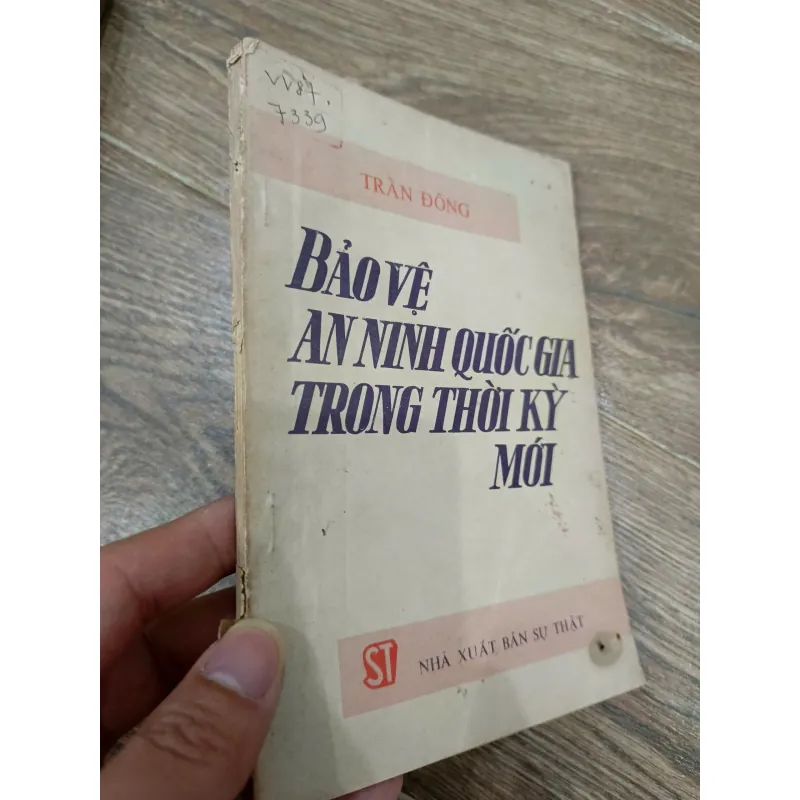 VV87.
7339
TRẦN ĐÔNG
BẢO VỆ
AN NINH QUỐC GIA
TRONG THỜI KỲ
MỚI
ST NHÀ XUẤT BẢN SỰ THẬT